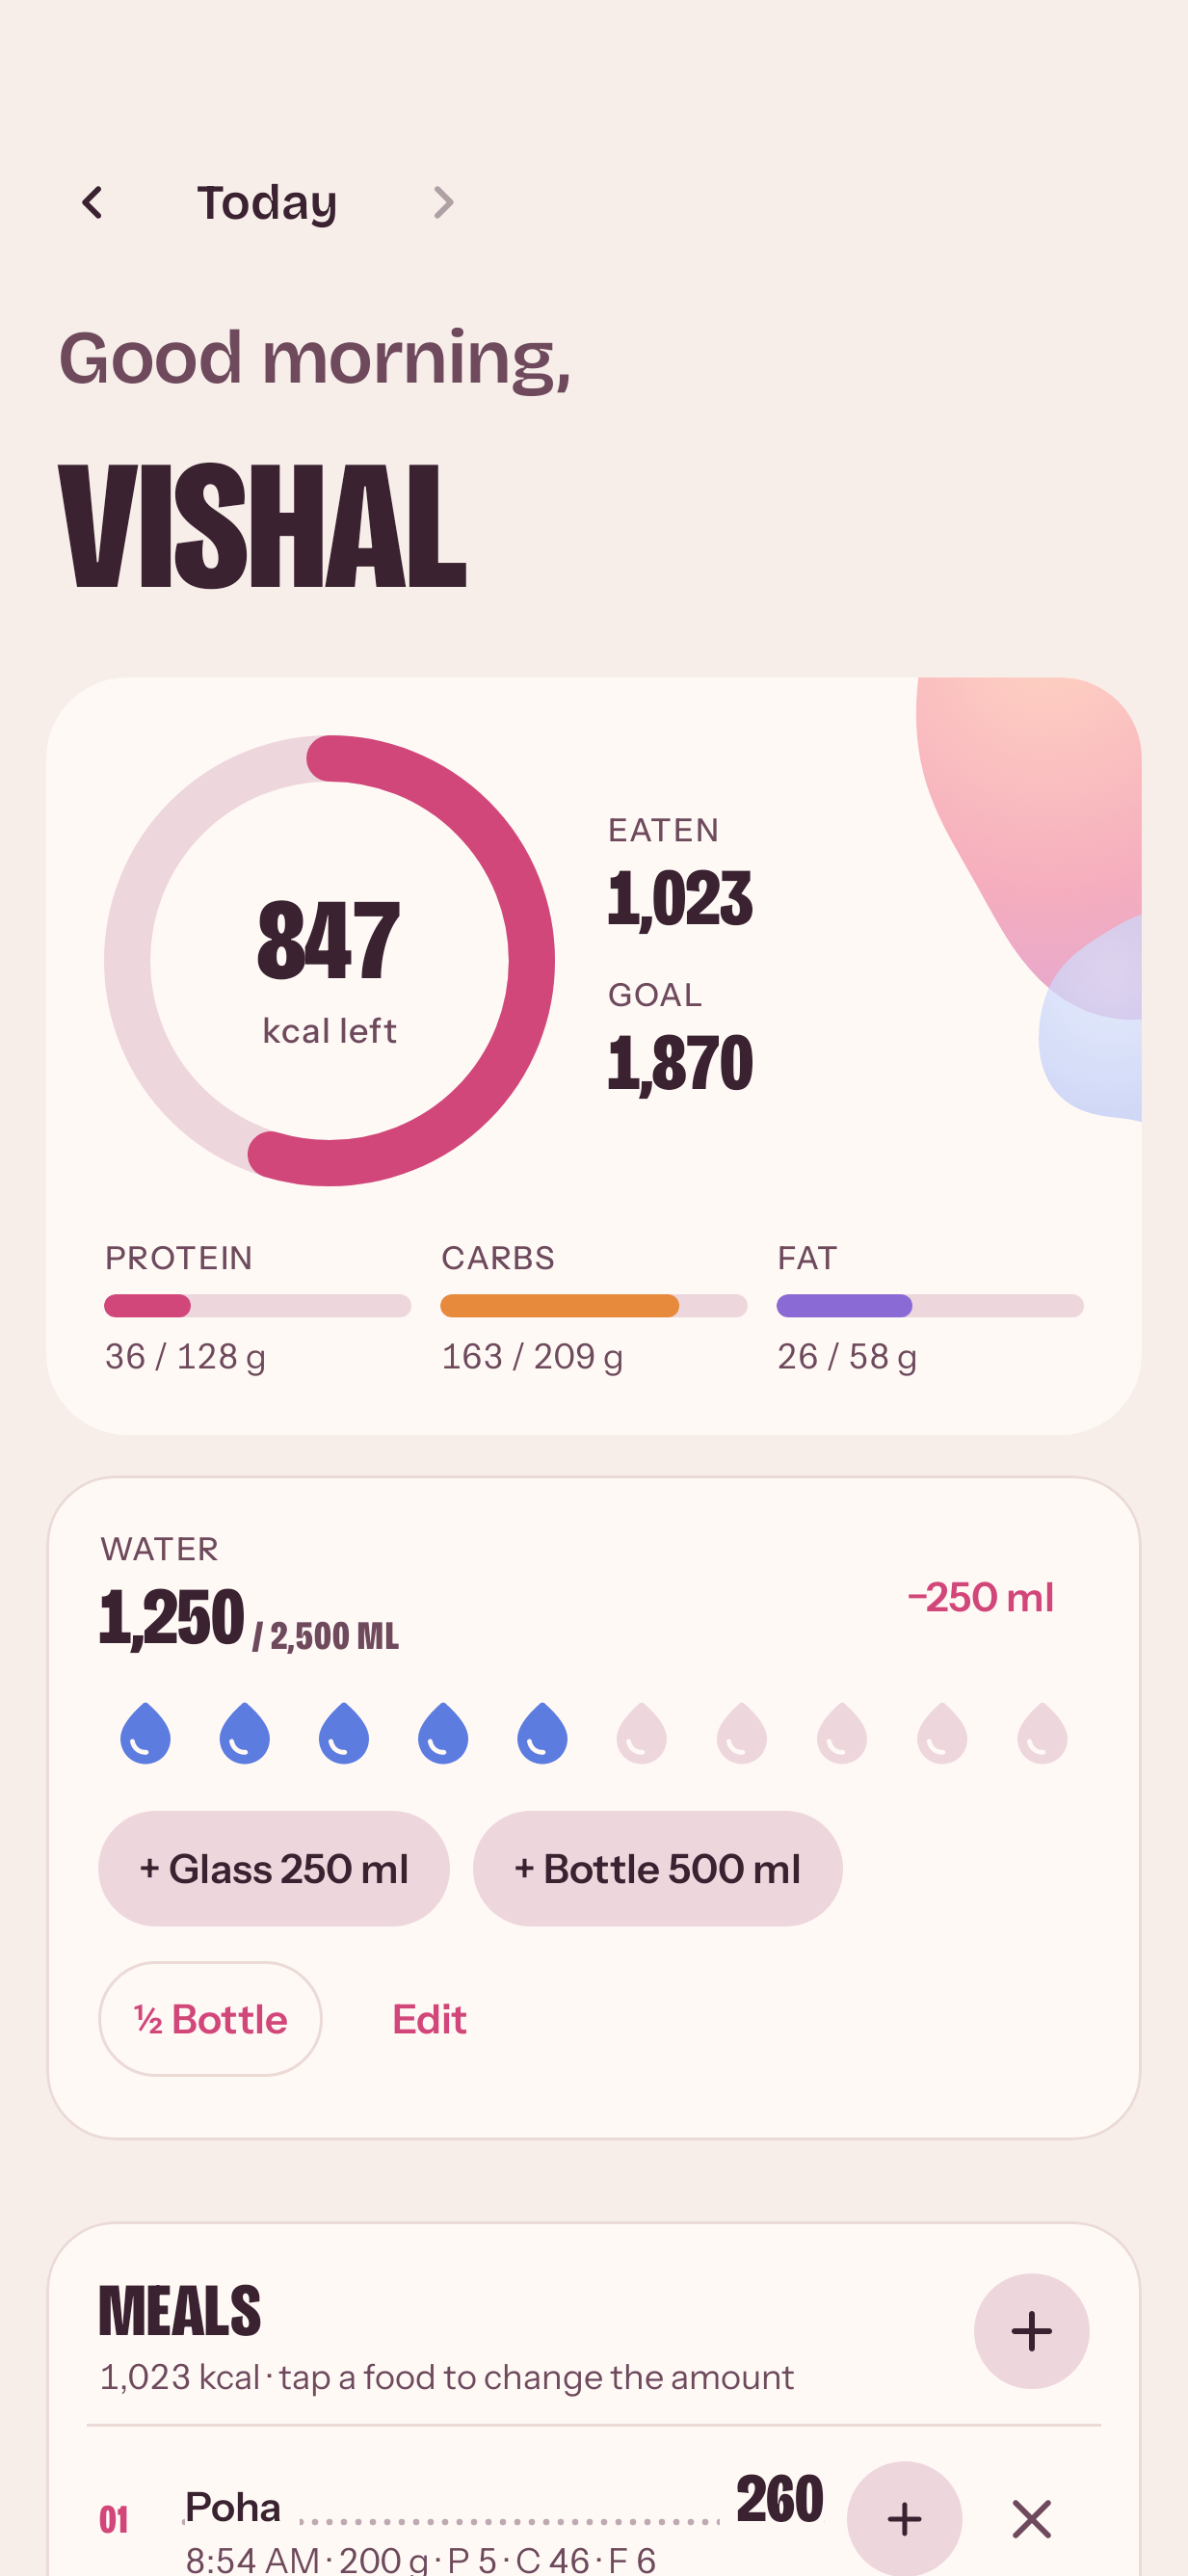 Today
Good morning,
VISHAL
847
kcal left
EATEN
1,023
GOAL
1,870
PROTEIN
36 / 128 g
CARBS
163 / 209 g
FAT
26 / 58 g
WATER
1,250 / 2,500 ML
−250 ml
+ Glass 250 ml
+ Bottle 500 ml
½ Bottle
Edit
MEALS
1,023 kcal · tap a food to change the amount
01 Poha 260
8:54 AM · 200 g · P 5 · C 46 · F 6